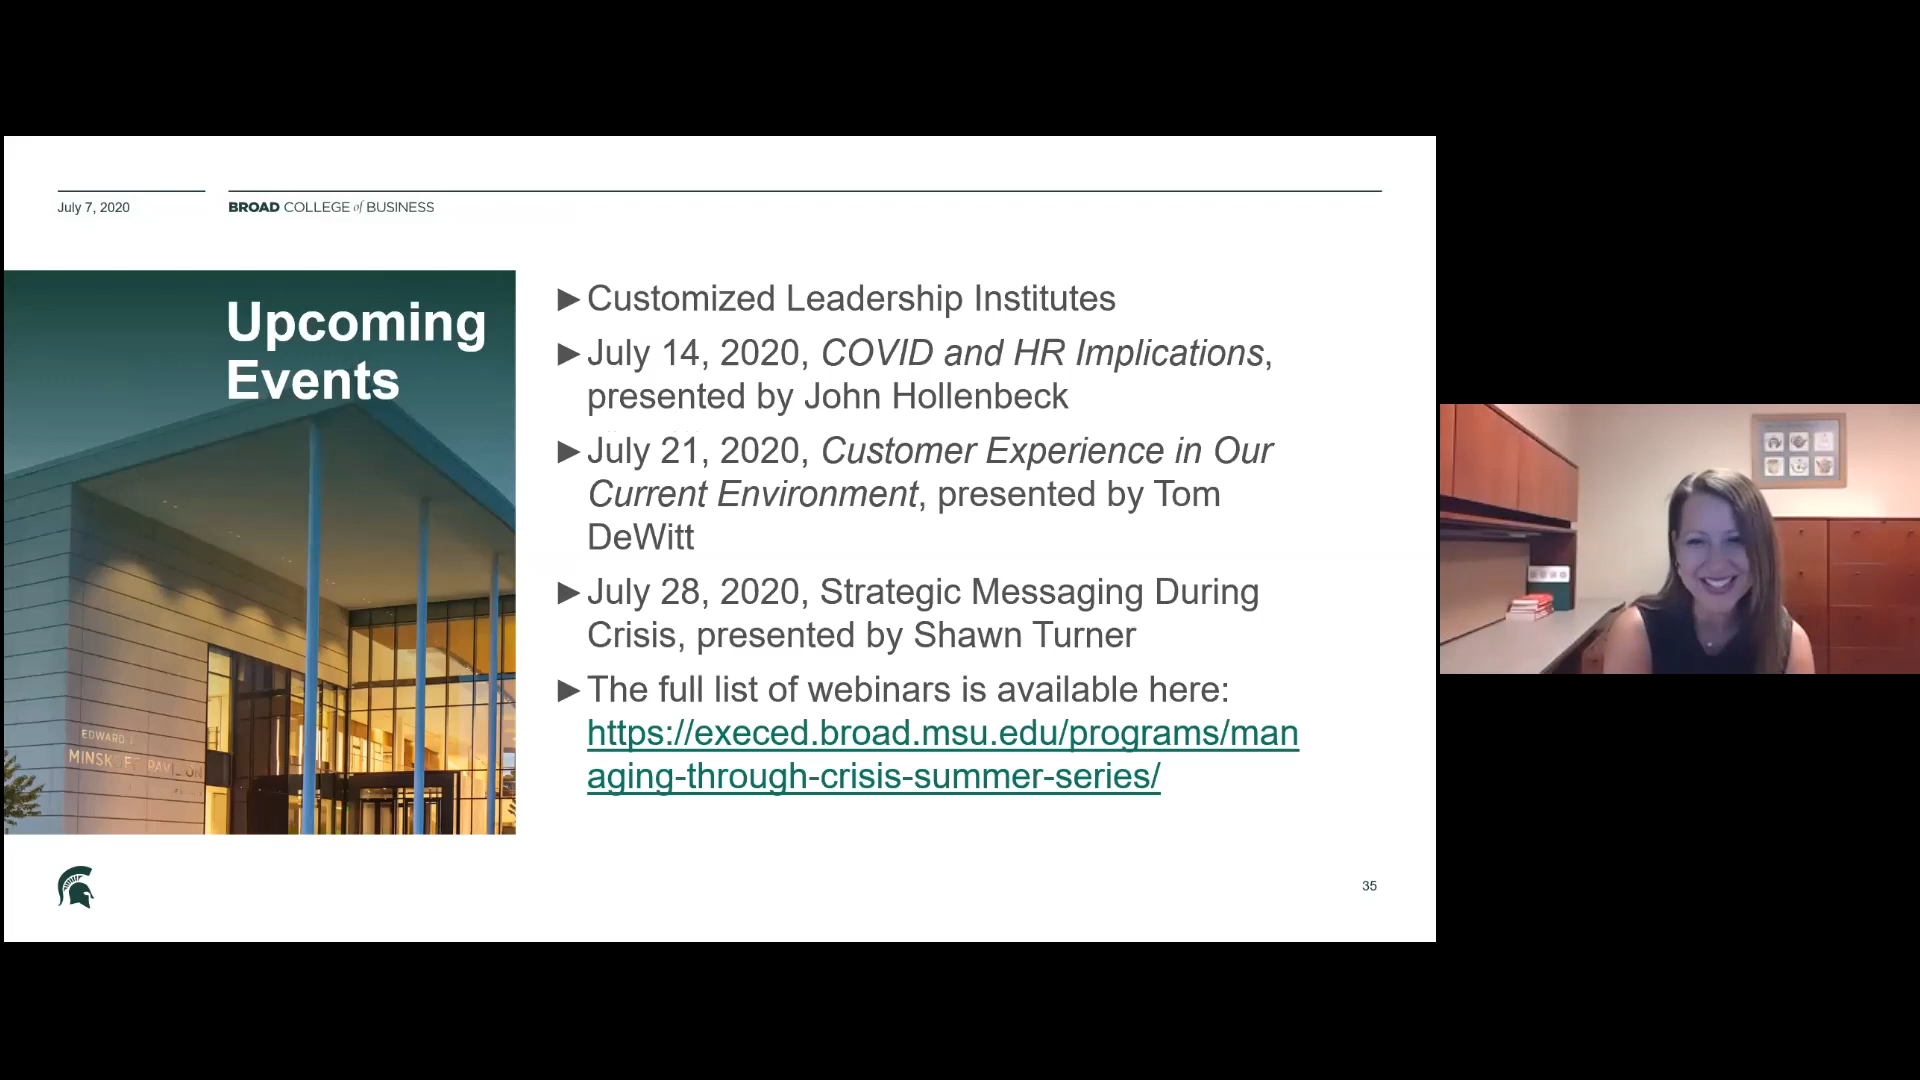 July 7, 2020
BROAD COLLEGE of BUSINESS
Upcoming
Events
►Customized Leadership Institutes
►July 14, 2020, COVID and HR Implications,
presented by John Hollenbeck
►July 21, 2020, Customer Experience in Our
Current Environment, presented by Tom
DeWitt
►July 28, 2020, Strategic Messaging During
Crisis, presented by Shawn Turner
►The full list of webinars is available here:
https://execed.broad.msu.edu/programs/man
aging-through-crisis-summer-series/
EDWARD
35